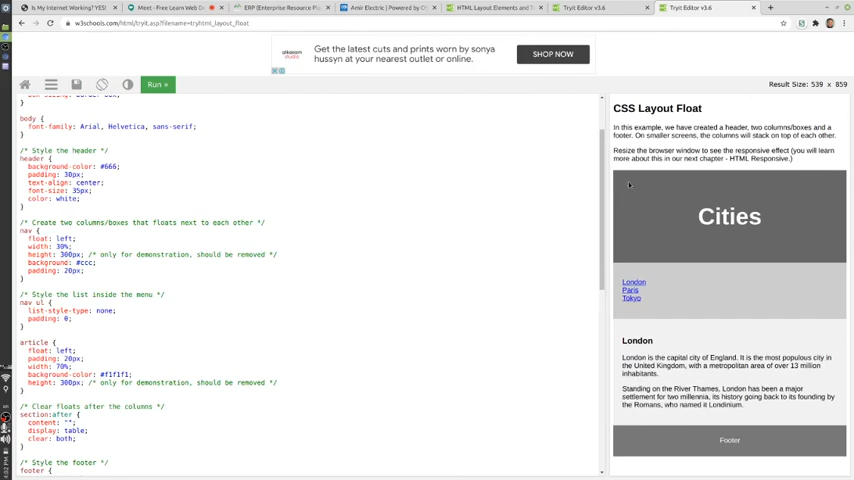 Is My Internet Working? YES!
Meet - Free Learn Web De
ERP (Enterprise Resource Pla
Amir Electric | Powered by O
HTML Layout Elements and T
Tryit Editor v3.6
Tryit Editor v3.6
w3schools.com/html/tryit.asp?filename=tryhtml_layout_float
Get the latest cuts and prints worn by sonya
hussyn at your nearest outlet or online.
SHOP NOW
Run »
Result Size: 539 x 859
}
body {
font-family: Arial, Helvetica, sans-serif;
}
/* Style the header */
header {
background-color: #666;
padding: 30px;
text-align: center;
font-size: 35px;
color: white;
}
/* Create two columns/boxes that floats next to each other */
nav {
float: left;
width: 30%;
height: 300px; /* only for demonstration, should be removed */
background: #ccc;
padding: 20px;
}
/* Style the list inside the menu */
nav ul {
list-style-type: none;
padding: 0;
}
article {
float: left;
padding: 20px;
width: 70%;
background-color: #f1f1f1;
height: 300px; /* only for demonstration, should be removed */
}
/* Clear floats after the columns */
section:after {
content: "";
display: table;
clear: both;
}
/* Style the footer */
footer {
CSS Layout Float
In this example, we have created a header, two columns/boxes and a
footer. On smaller screens, the columns will stack on top of each other.
Resize the browser window to see the responsive effect (you will learn
more about this in our next chapter - HTML Responsive.)
Cities
London
Paris
Tokyo
London
London is the capital city of England. It is the most populous city in
the United Kingdom, with a metropolitan area of over 13 million
inhabitants.
Standing on the River Thames, London has been a major
settlement for two millennia, its history going back to its founding by
the Romans, who named it Londinium.
Footer
4:02 PM